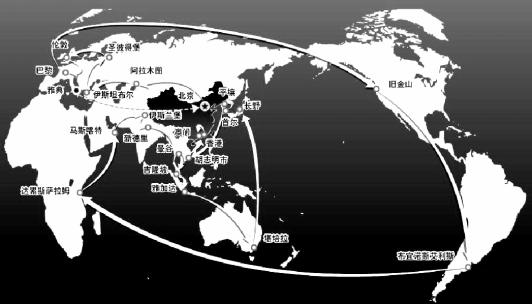 伦敦
圣彼得堡
巴黎
阿拉木图
旧金山
雅典
伊斯坦布尔
北京
平壤
长野
伊斯兰堡
首尔
马斯喀特
新德里
澳门
香港
曼谷
胡志明市
吉隆坡
达累斯萨拉姆
雅加达
堪培拉
布宜诺斯艾利斯